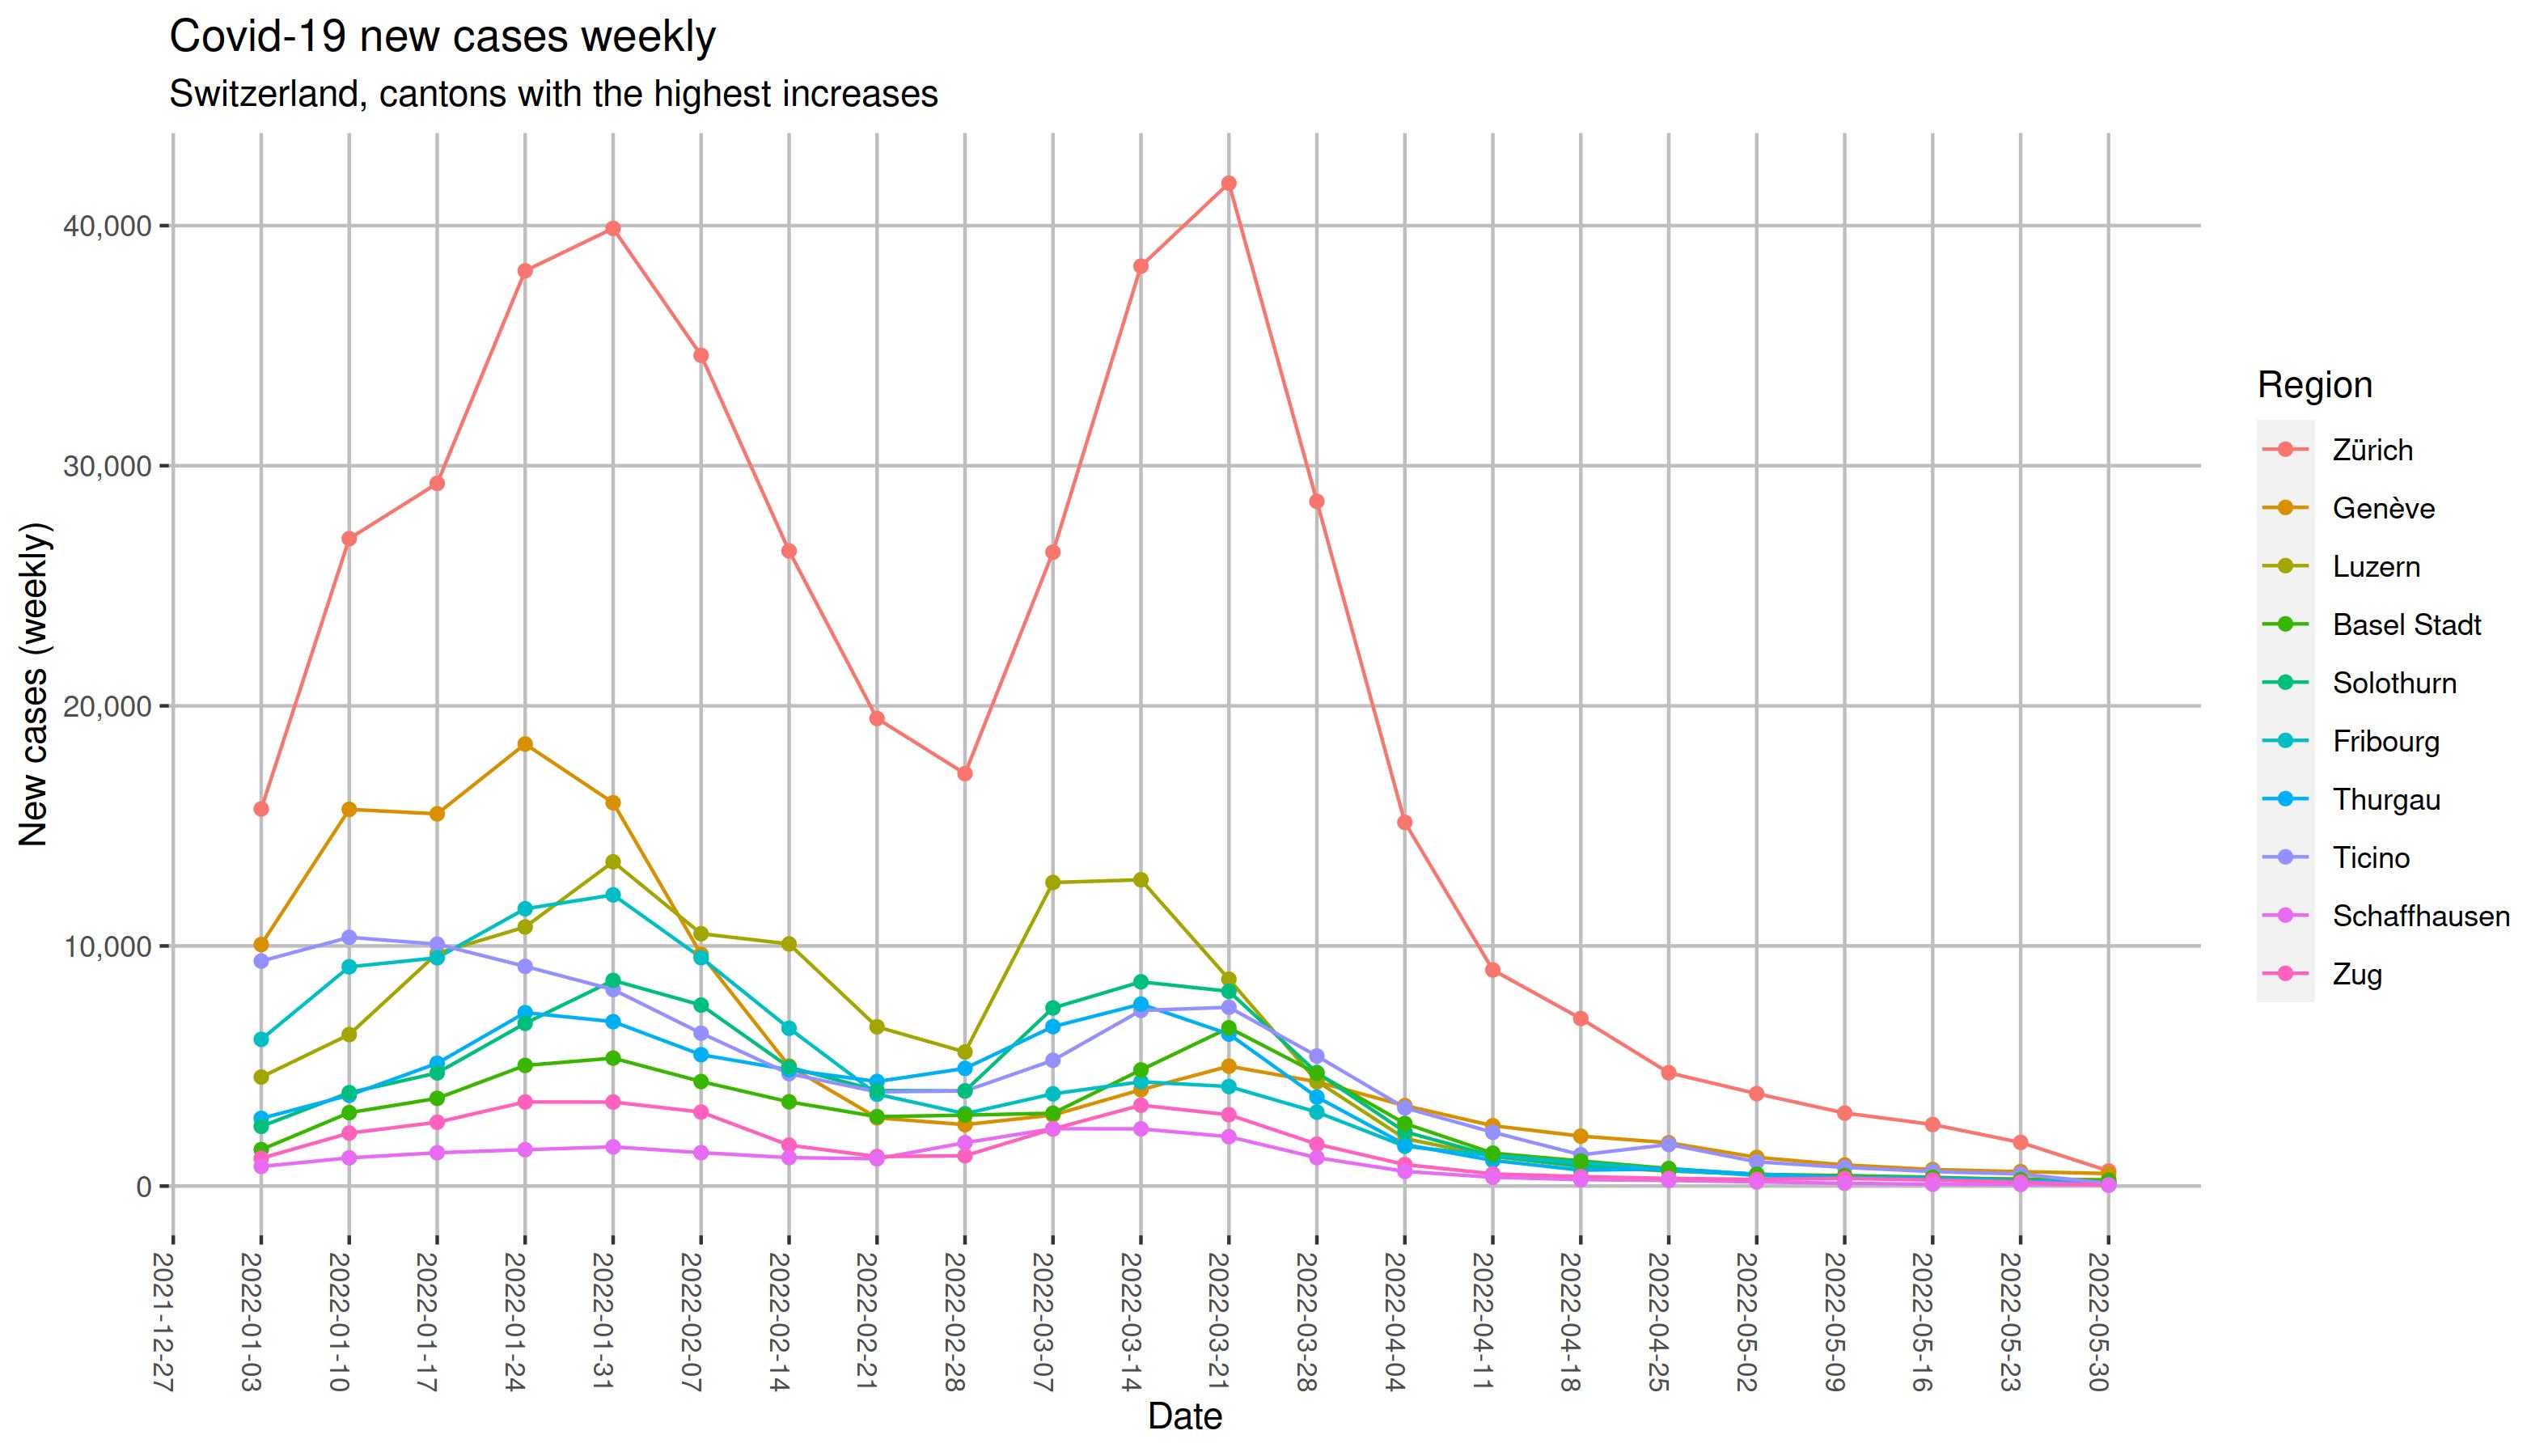 Covid-19 new cases weekly
Switzerland, cantons with the highest increases
New cases (weekly)
40,000
30,000
20,000
10,000
0
2021-12-27
2022-01-03
2022-01-10
2022-01-17
2022-01-24
2022-01-31
2022-02-07
2022-02-14
2022-02-21
2022-02-28
2022-03-07
2022-03-14
2022-03-21
2022-03-28
2022-04-04
2022-04-11
2022-04-18
2022-04-25
2022-05-02
2022-05-09
2022-05-16
2022-05-23
2022-05-30
Date
Region
Zürich
Genève
Luzern
Basel Stadt
Solothurn
Fribourg
Thurgau
Ticino
Schaffhausen
Zug